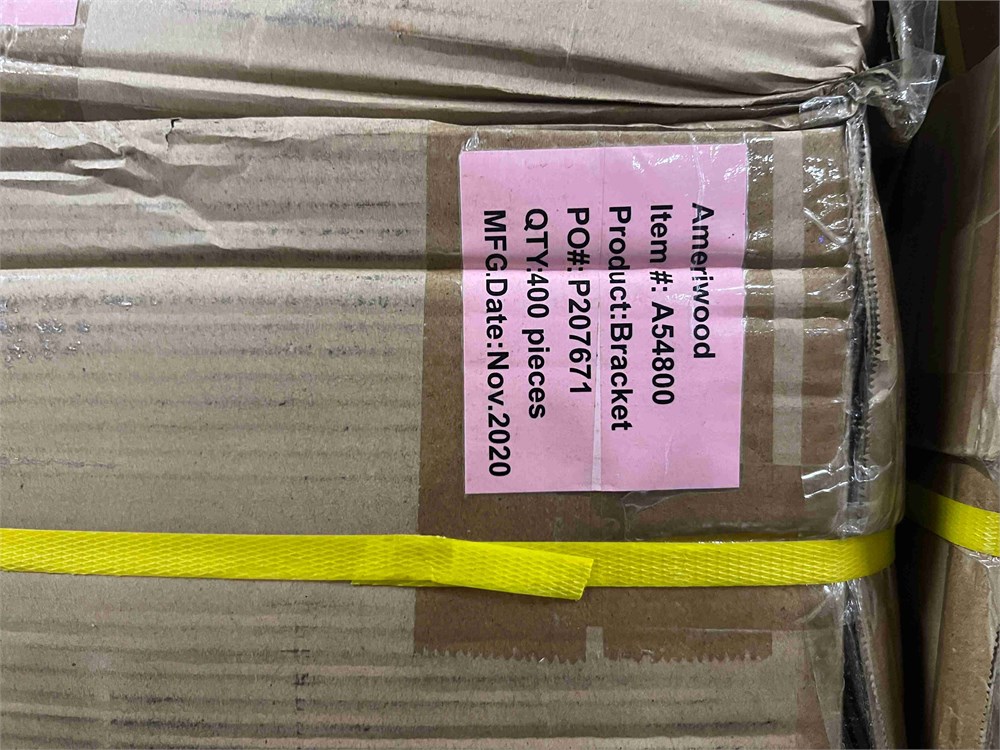 Ameriwood
Item #: A54800
Product:Bracket
PO#: P207671
QTY:400 pieces
MFG.Date:Nov.2020